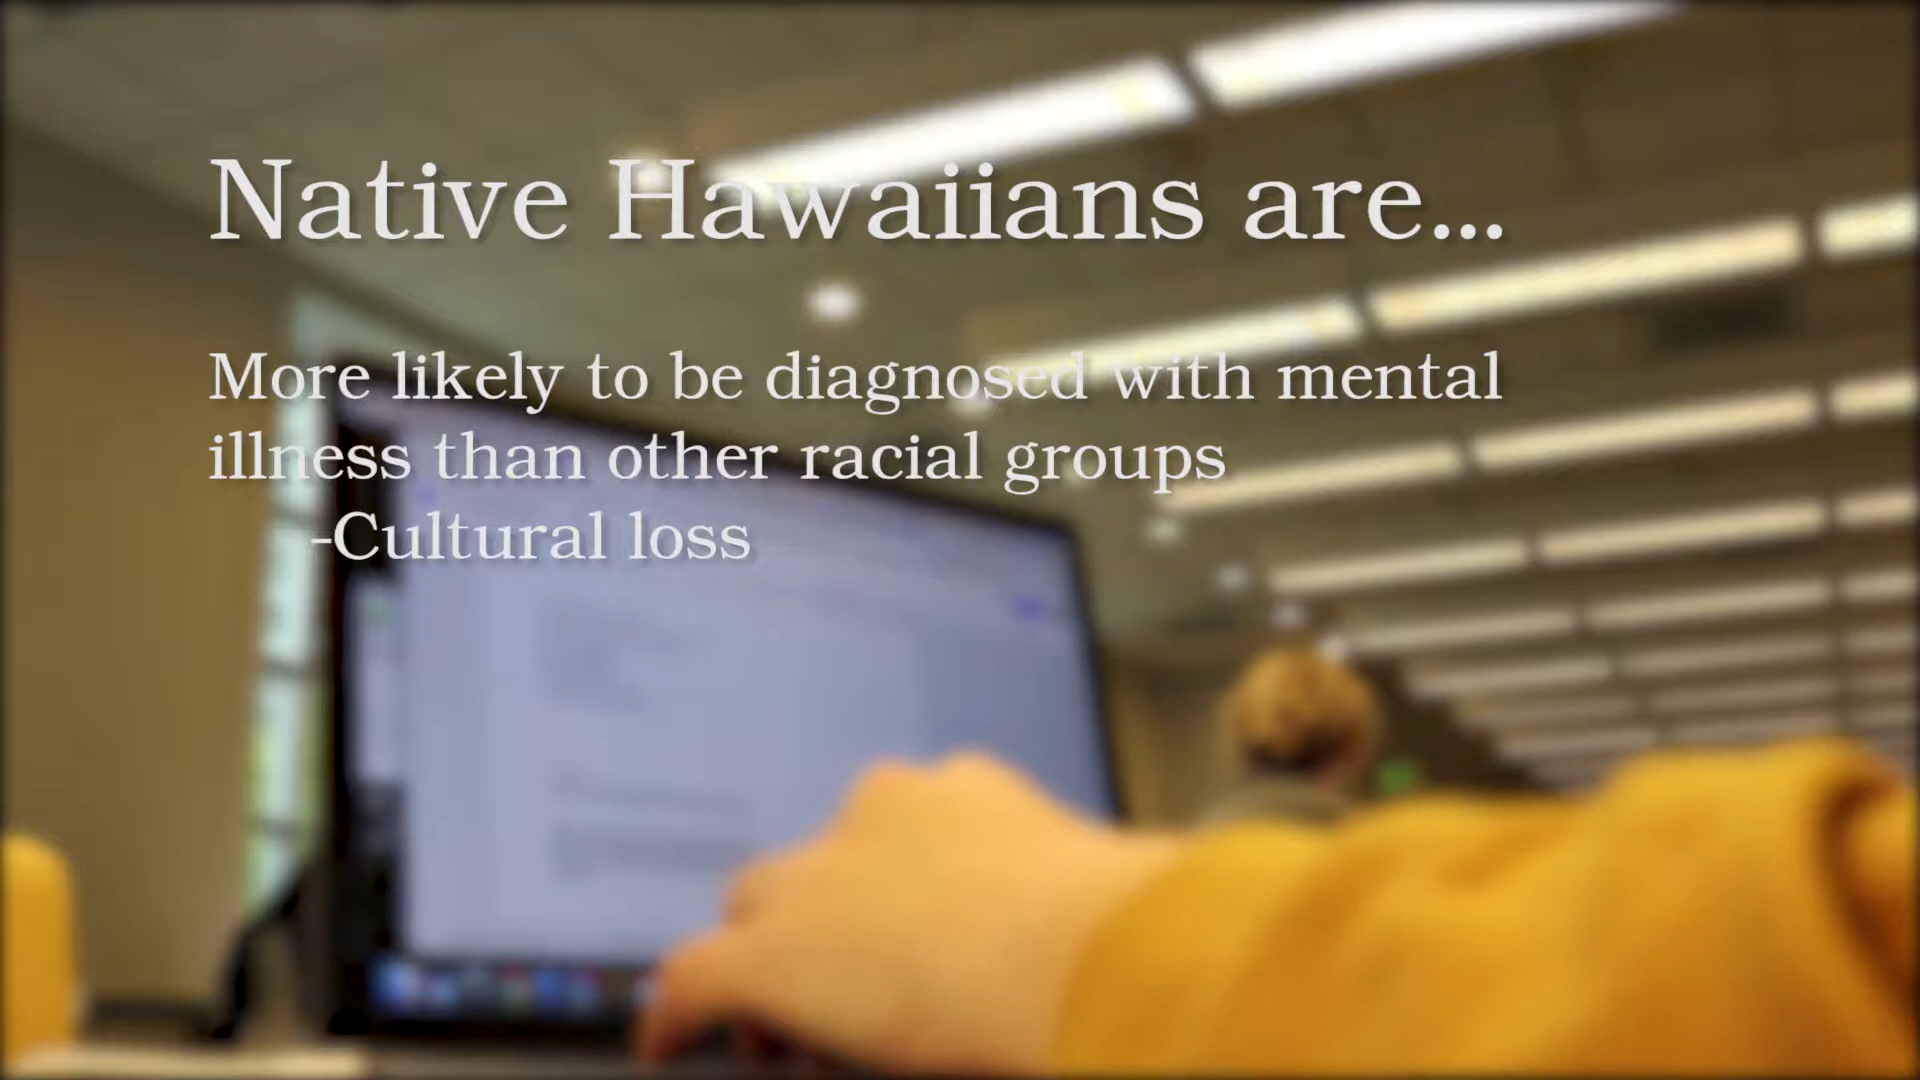 Native Hawaiians are...
More likely to be diagnosed with mental
illness than other racial groups
-Cultural loss